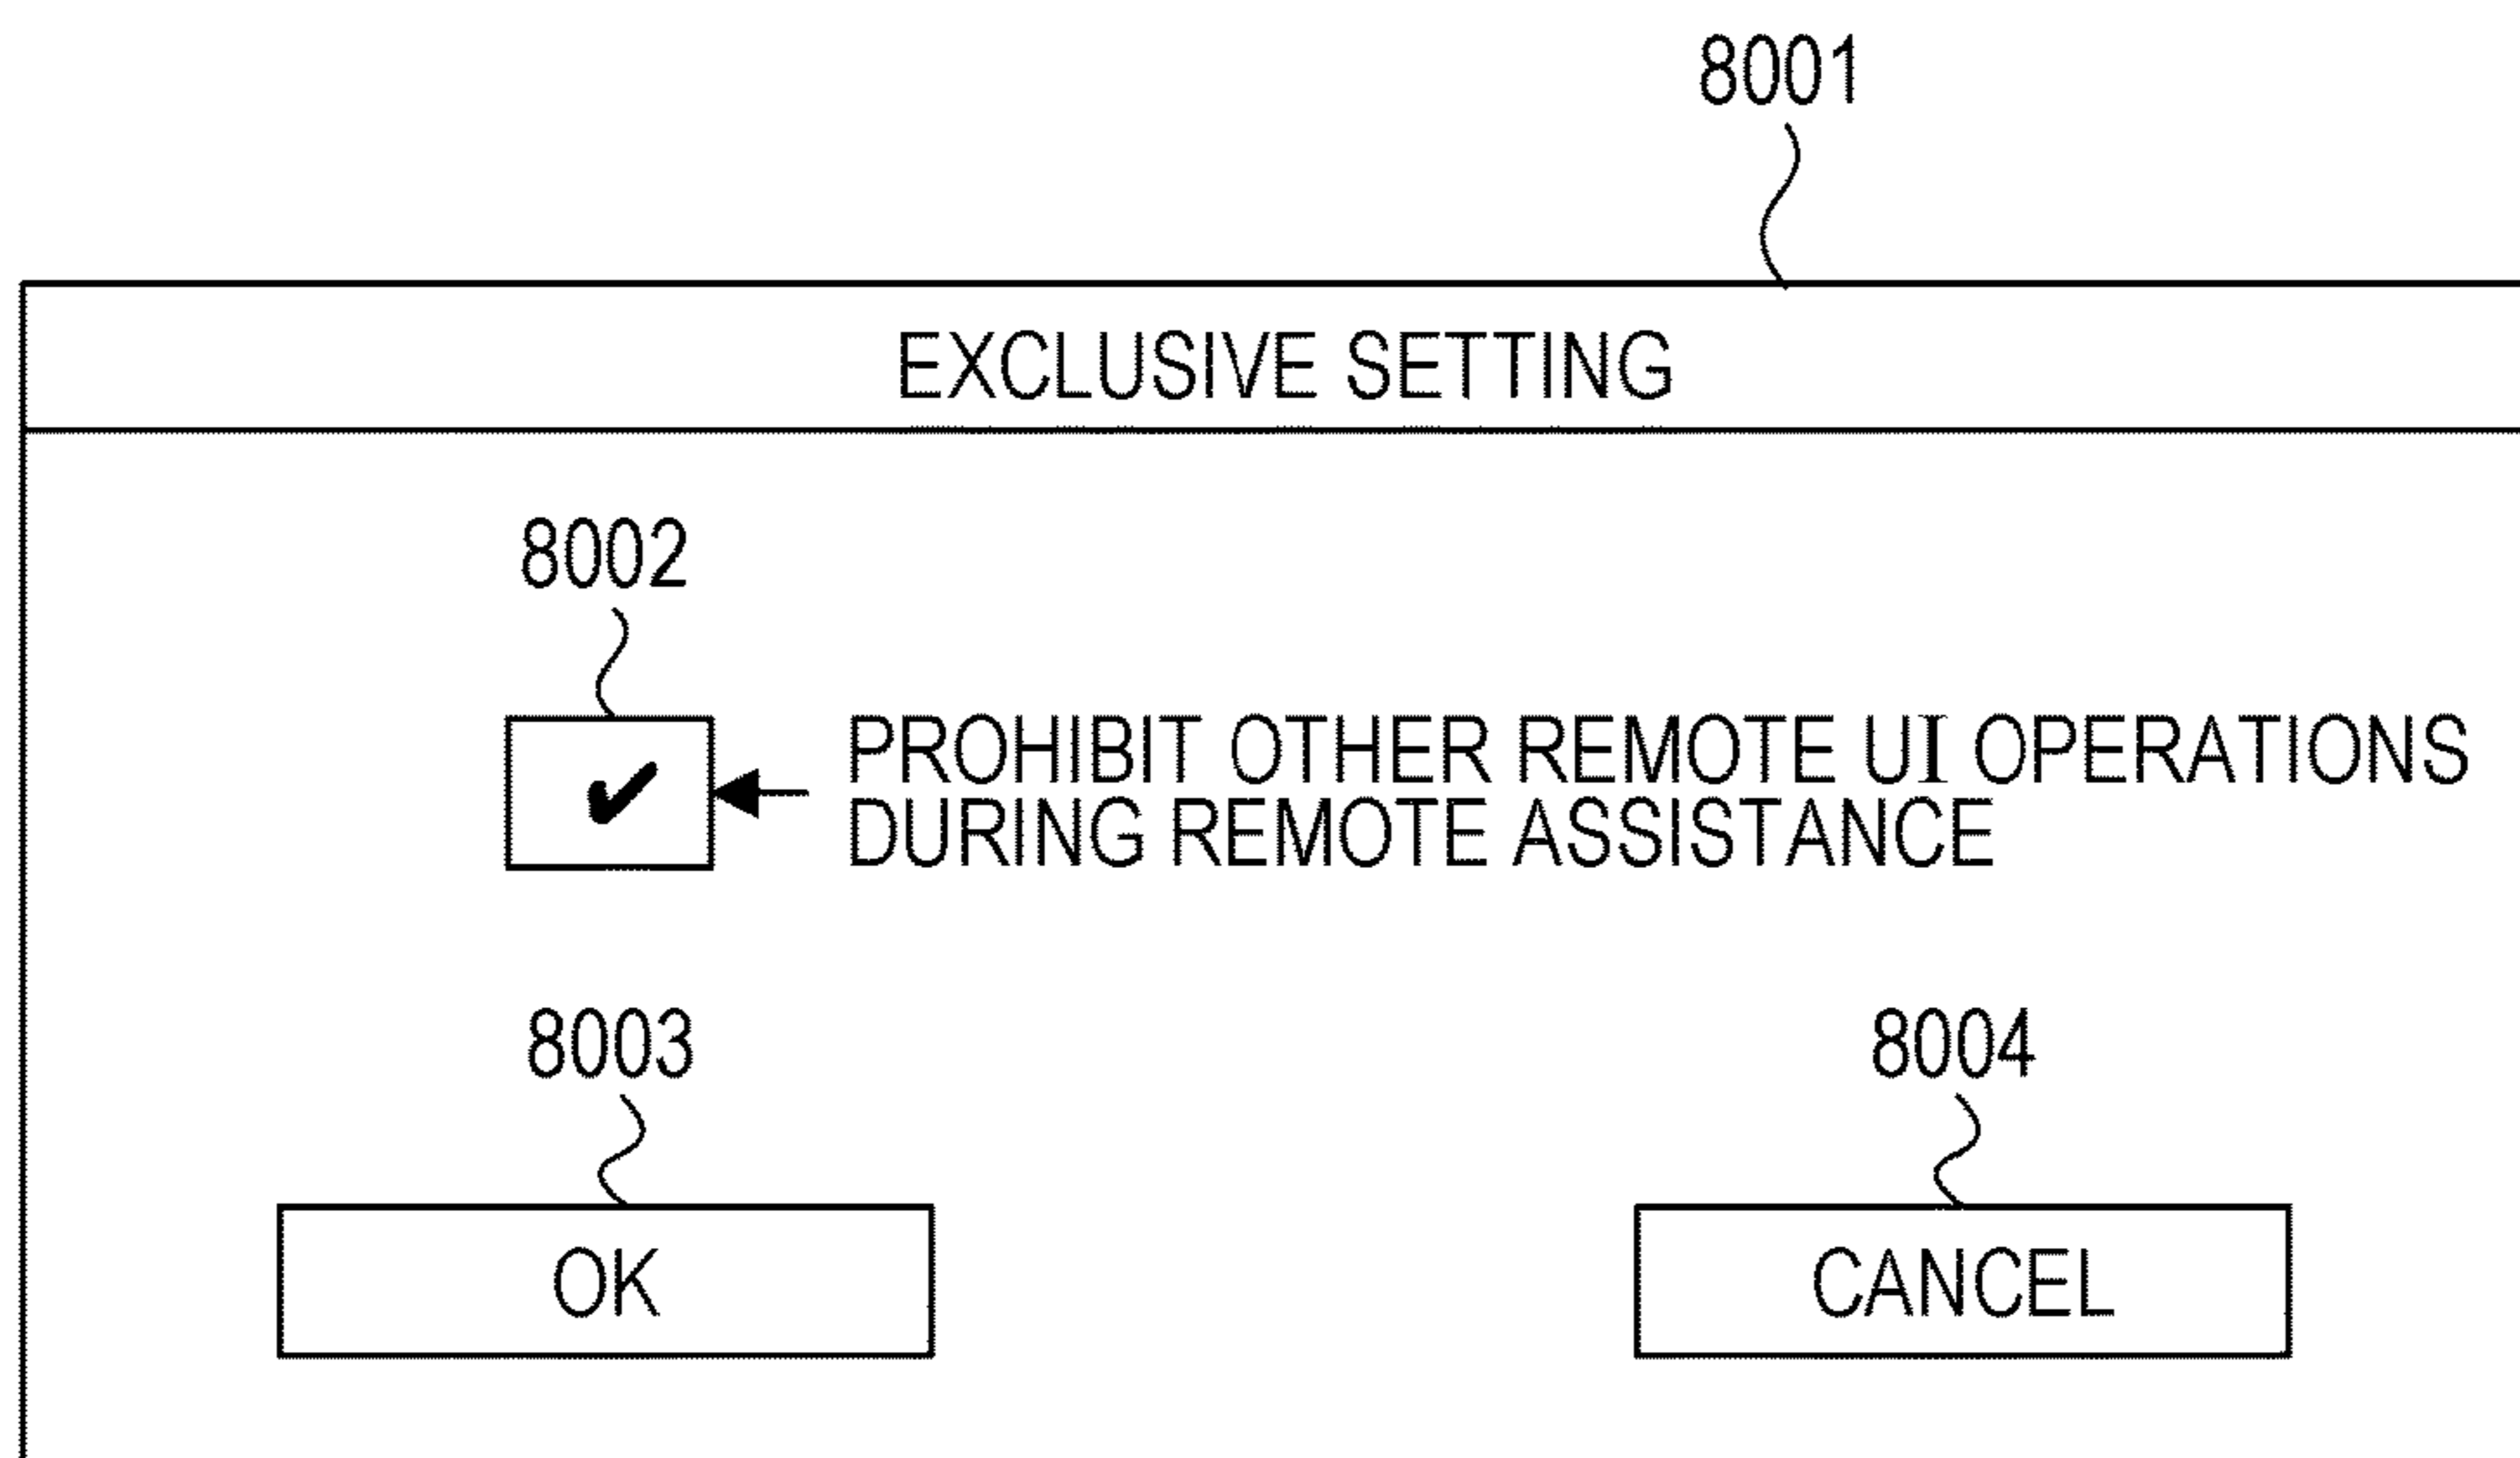 8001
EXCLUSIVE SETTING
8002
PROHIBIT OTHER REMOTE UI OPERATIONS
DURING REMOTE ASSISTANCE
8003
8004
OK
CANCEL